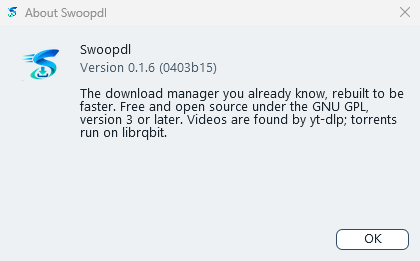 About Swoopdl
Swoopdl
Version 0.1.6 (0403b15)
The download manager you already know, rebuilt to be
faster. Free and open source under the GNU GPL,
version 3 or later. Videos are found by yt-dlp; torrents
run on librqbit.
OK